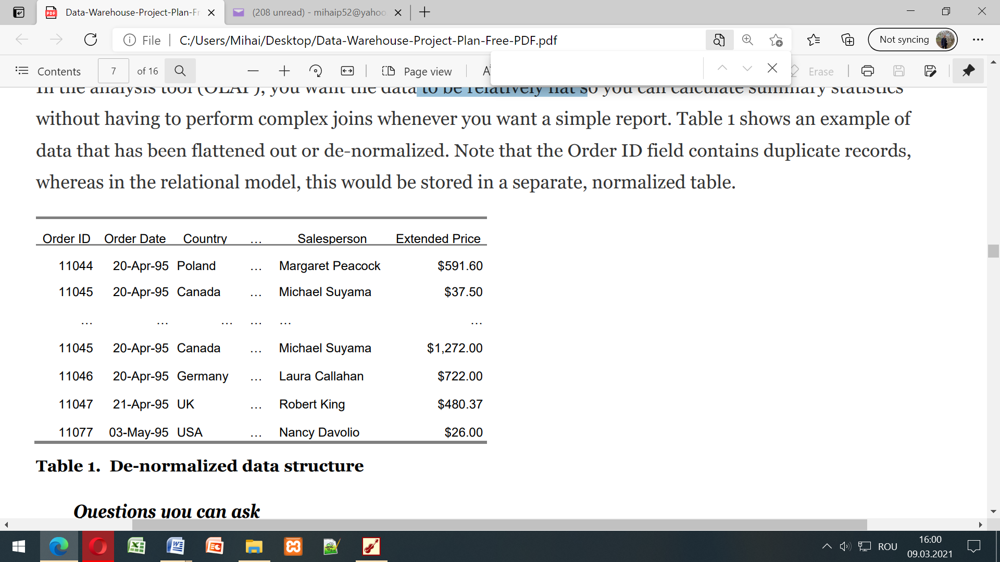 Data-Warehouse-Project-Plan-Fr
(208 unread) - mihaip52@yahoo
File
C:/Users/Mihai/Desktop/Data-Warehouse-Project-Plan-Free-PDF.pdf
Not syncing
Contents 7 of 16 Page view Erase
In the analysis tool (OLAP), you want the data to be relatively flat so you can calculate summary statistics
without having to perform complex joins whenever you want a simple report. Table 1 shows an example of
data that has been flattened out or de-normalized. Note that the Order ID field contains duplicate records,
whereas in the relational model, this would be stored in a separate, normalized table.
Order ID Order Date Country … Salesperson Extended Price
11044 20-Apr-95 Poland … Margaret Peacock $591.60
11045 20-Apr-95 Canada … Michael Suyama $37.50
… … … … … …
11045 20-Apr-95 Canada … Michael Suyama $1,272.00
11046 20-Apr-95 Germany … Laura Callahan $722.00
11047 21-Apr-95 UK … Robert King $480.37
11077 03-May-95 USA … Nancy Davolio $26.00
Table 1. De-normalized data structure
Questions you can ask
ROU
16:00
09.03.2021